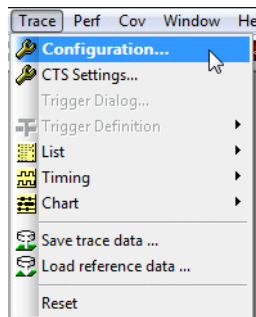 Trace Perf Cov Window He
Configuration...
CTS Settings...
Trigger Dialog...
Trigger Definition
List
Timing
Chart
Save trace data ...
Load reference data ...
Reset